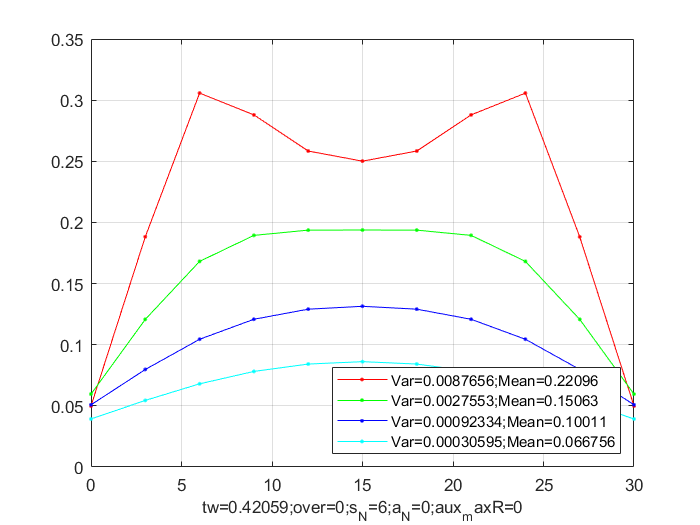 0.35
0.3
0.25
0.2
0.15
0.1
0.05
0
Var=0.0087656;Mean=0.22096
Var=0.0027553;Mean=0.15063
Var=0.00092334;Mean=0.10011
Var=0.00030595;Mean=0.066756
0 5 10 15 20 25 30
tw=0.42059;over=0;s_N=6;a_N=0;aux_maxR=0